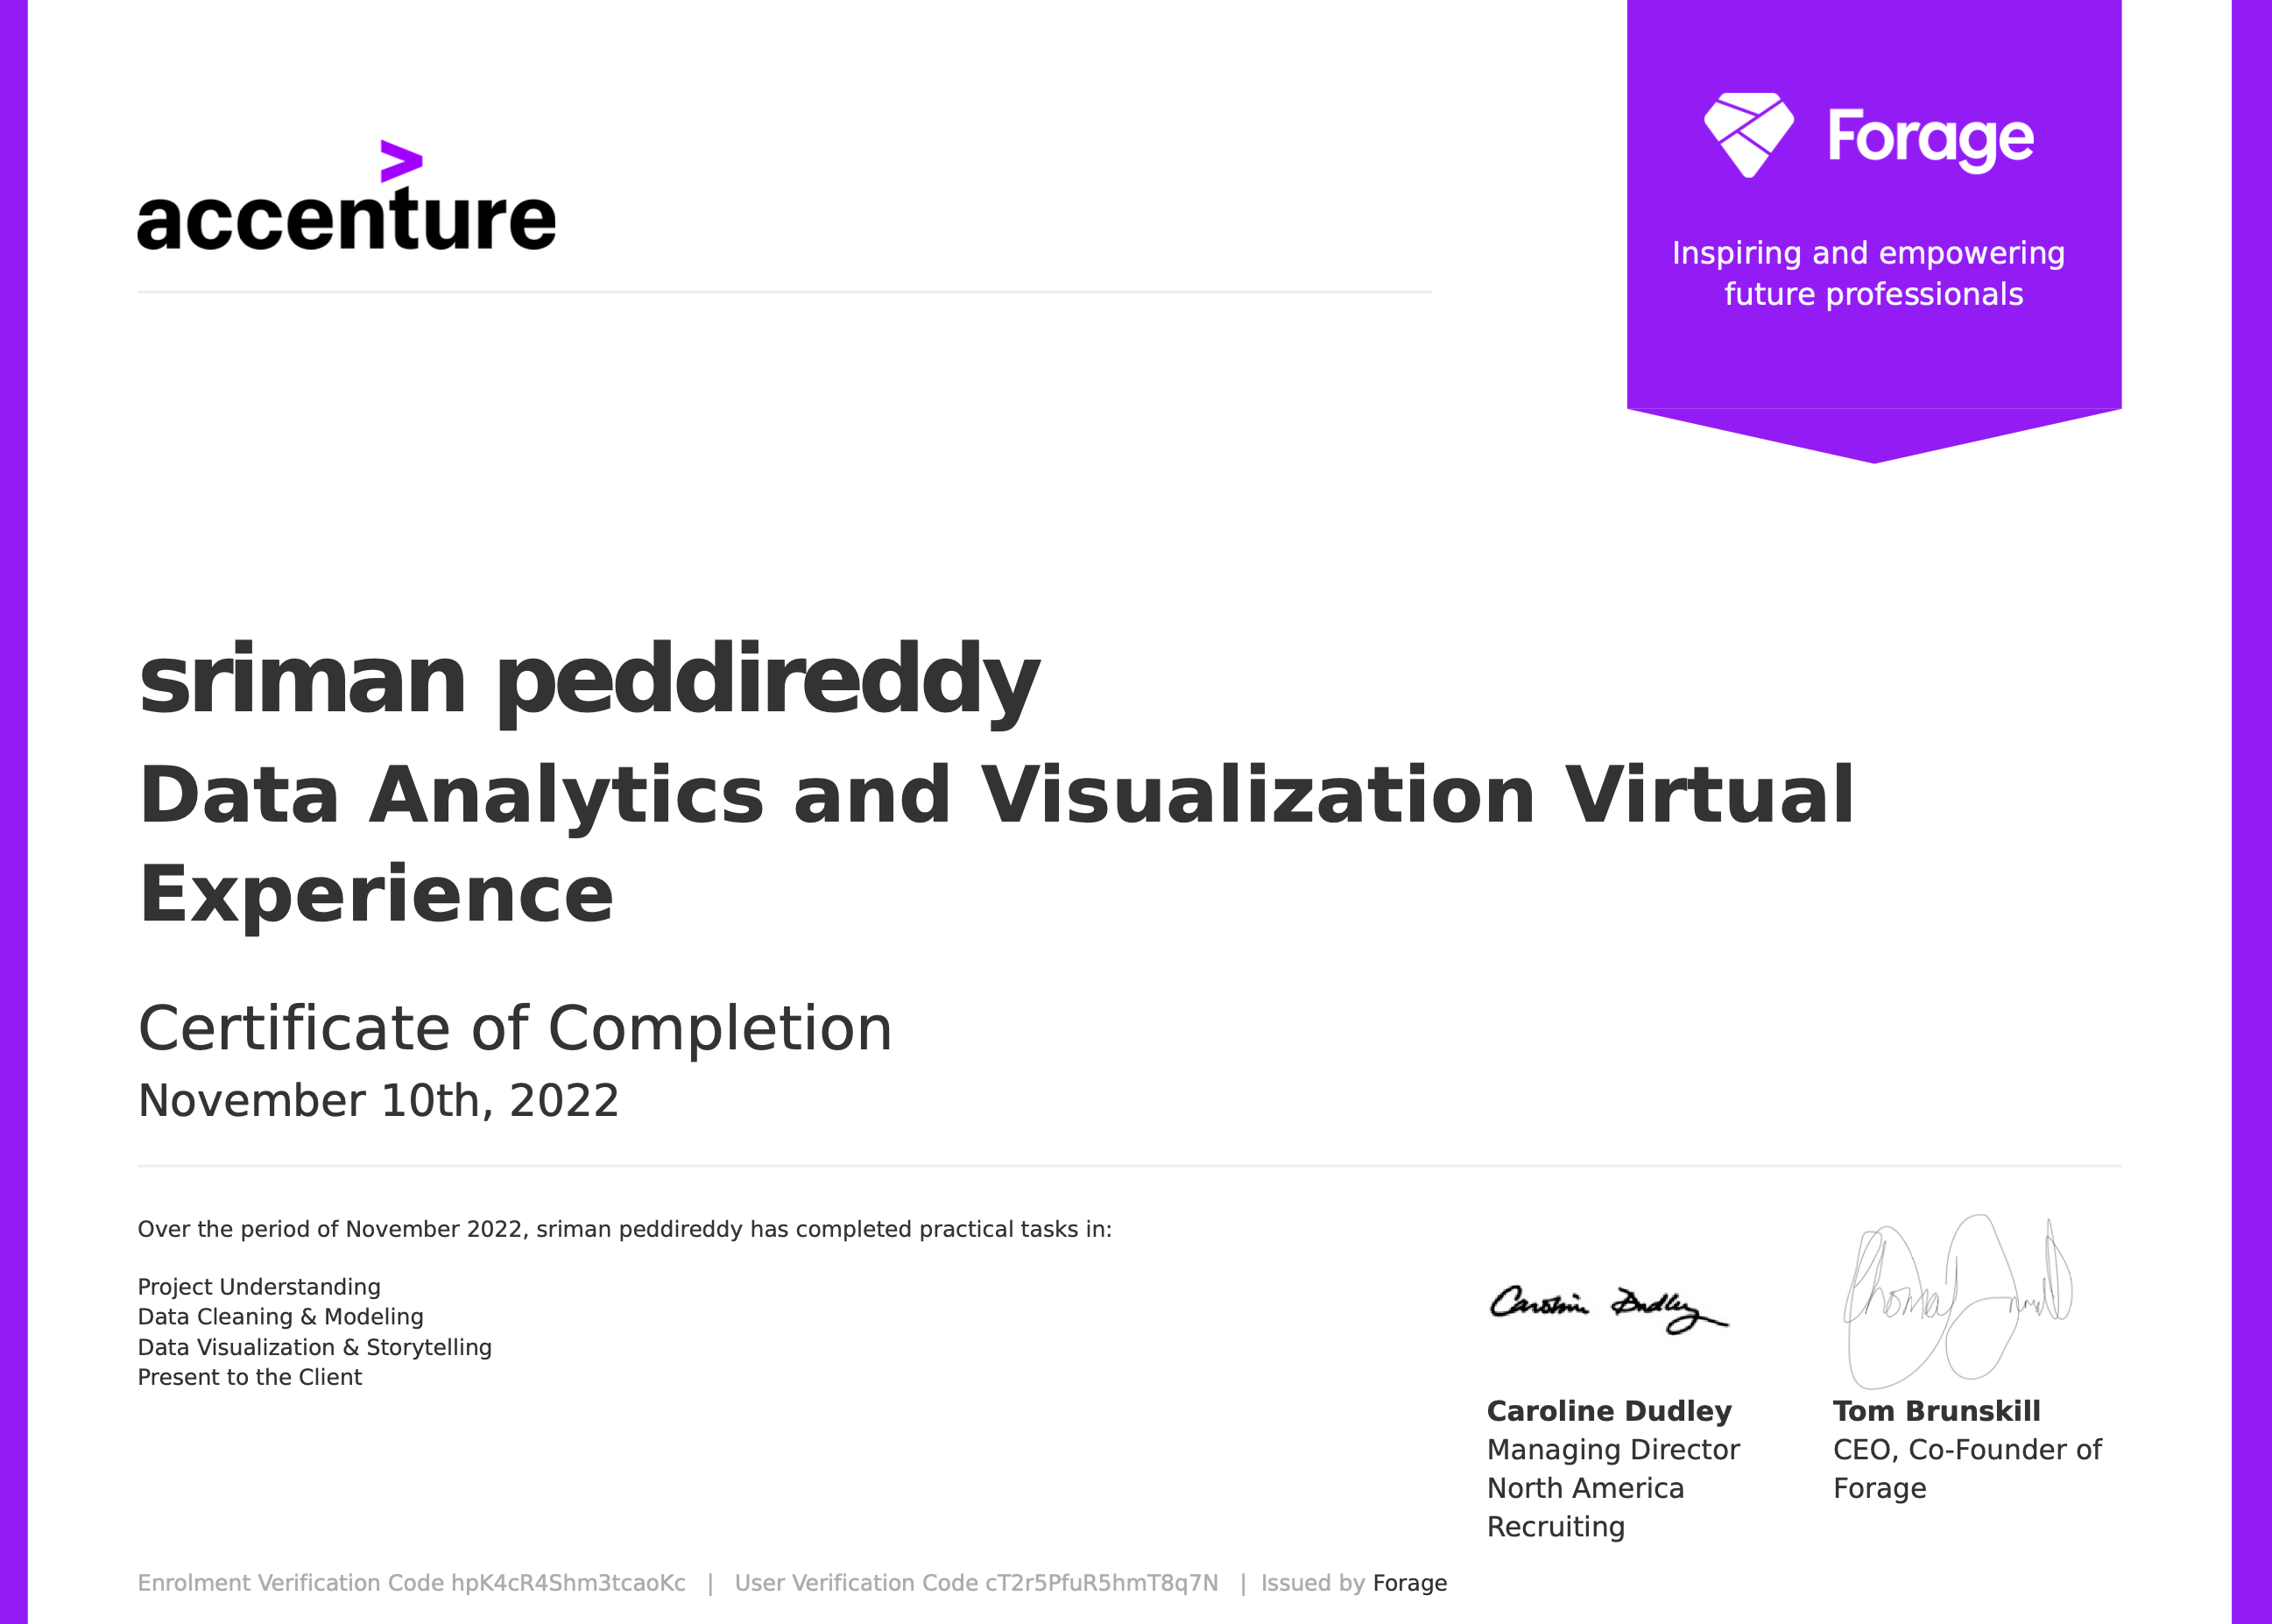 accenture
>
Forage
Inspiring and empowering
future professionals
sriman peddireddy
Data Analytics and Visualization Virtual
Experience
Certificate of Completion
November 10th, 2022
Over the period of November 2022, sriman peddireddy has completed practical tasks in:
Project Understanding
Data Cleaning & Modeling
Data Visualization & Storytelling
Present to the Client
Caroline Dudley
Caroline Dudley
Managing Director
North America
Recruiting
Tom Brunskill
CEO, Co-Founder of
Forage
Enrolment Verification Code hpK4cR4Shm3tcaoKc | User Verification Code cT2r5PfuR5hmT8q7N | Issued by Forage